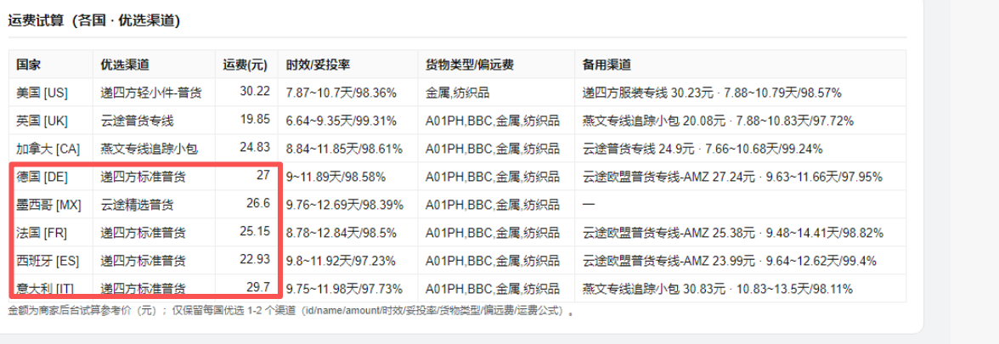 运费试算（各国 · 优选渠道）
国家 优选渠道 运费(元) 时效/妥投率 货物类型/偏远费 备用渠道
美国 [US] 递四方轻小件-普货 30.22 7.87~10.7天/98.36% 金属,纺织品 递四方服装专线 30.23元 · 7.88~10.79天/98.57%
英国 [UK] 云途普货专线 19.85 6.64~9.35天/99.31% A01PH,BBC,金属,纺织品 燕文专线追踪小包 20.08元 · 7.88~10.83天/97.72%
加拿大 [CA] 燕文专线追踪小包 24.83 8.84~11.85天/98.61% A01PH,BBC,金属,纺织品 云途普货专线 24.9元 · 7.66~10.68天/99.24%
德国 [DE] 递四方标准普货 27 9~11.89天/98.58% A01PH,BBC,金属,纺织品 云途欧盟普货专线-AMZ 27.24元 · 9.63~11.66天/97.95%
墨西哥 [MX] 云途精选普货 26.6 9.76~12.69天/98.39% A01PH,BBC,金属,纺织品 —
法国 [FR] 递四方标准普货 25.15 8.78~12.84天/98.5% A01PH,BBC,金属,纺织品 云途欧盟普货专线-AMZ 25.38元 · 9.48~14.41天/98.82%
西班牙 [ES] 递四方标准普货 22.93 9.8~11.92天/97.23% A01PH,BBC,金属,纺织品 云途欧盟普货专线-AMZ 23.99元 · 9.64~12.62天/99.4%
意大利 [IT] 递四方标准普货 29.7 9.75~11.98天/97.73% A01PH,BBC,金属,纺织品 燕文专线追踪小包 30.83元 · 10.83~13.5天/98.11%
金额为商家后台试算参考价（元）；仅保留每国优选 1-2 个渠道（id/name/amount/时效/妥投率/货物类型/偏远费/运费公式）。